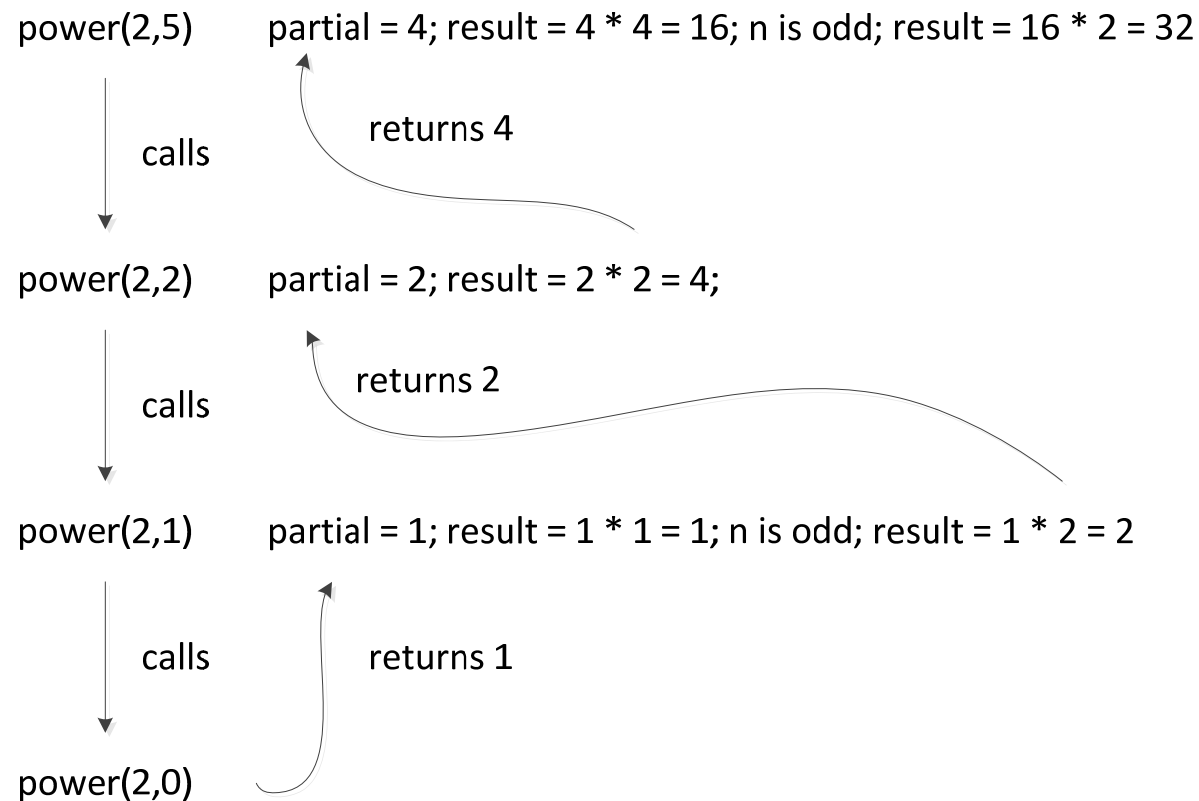 power(2,5) partial = 4; result = 4 * 4 = 16; n is odd; result = 16 * 2 = 32
returns 4
calls
power(2,2) partial = 2; result = 2 * 2 = 4;
returns 2
calls
power(2,1) partial = 1; result = 1 * 1 = 1; n is odd; result = 1 * 2 = 2
calls returns 1
power(2,0)